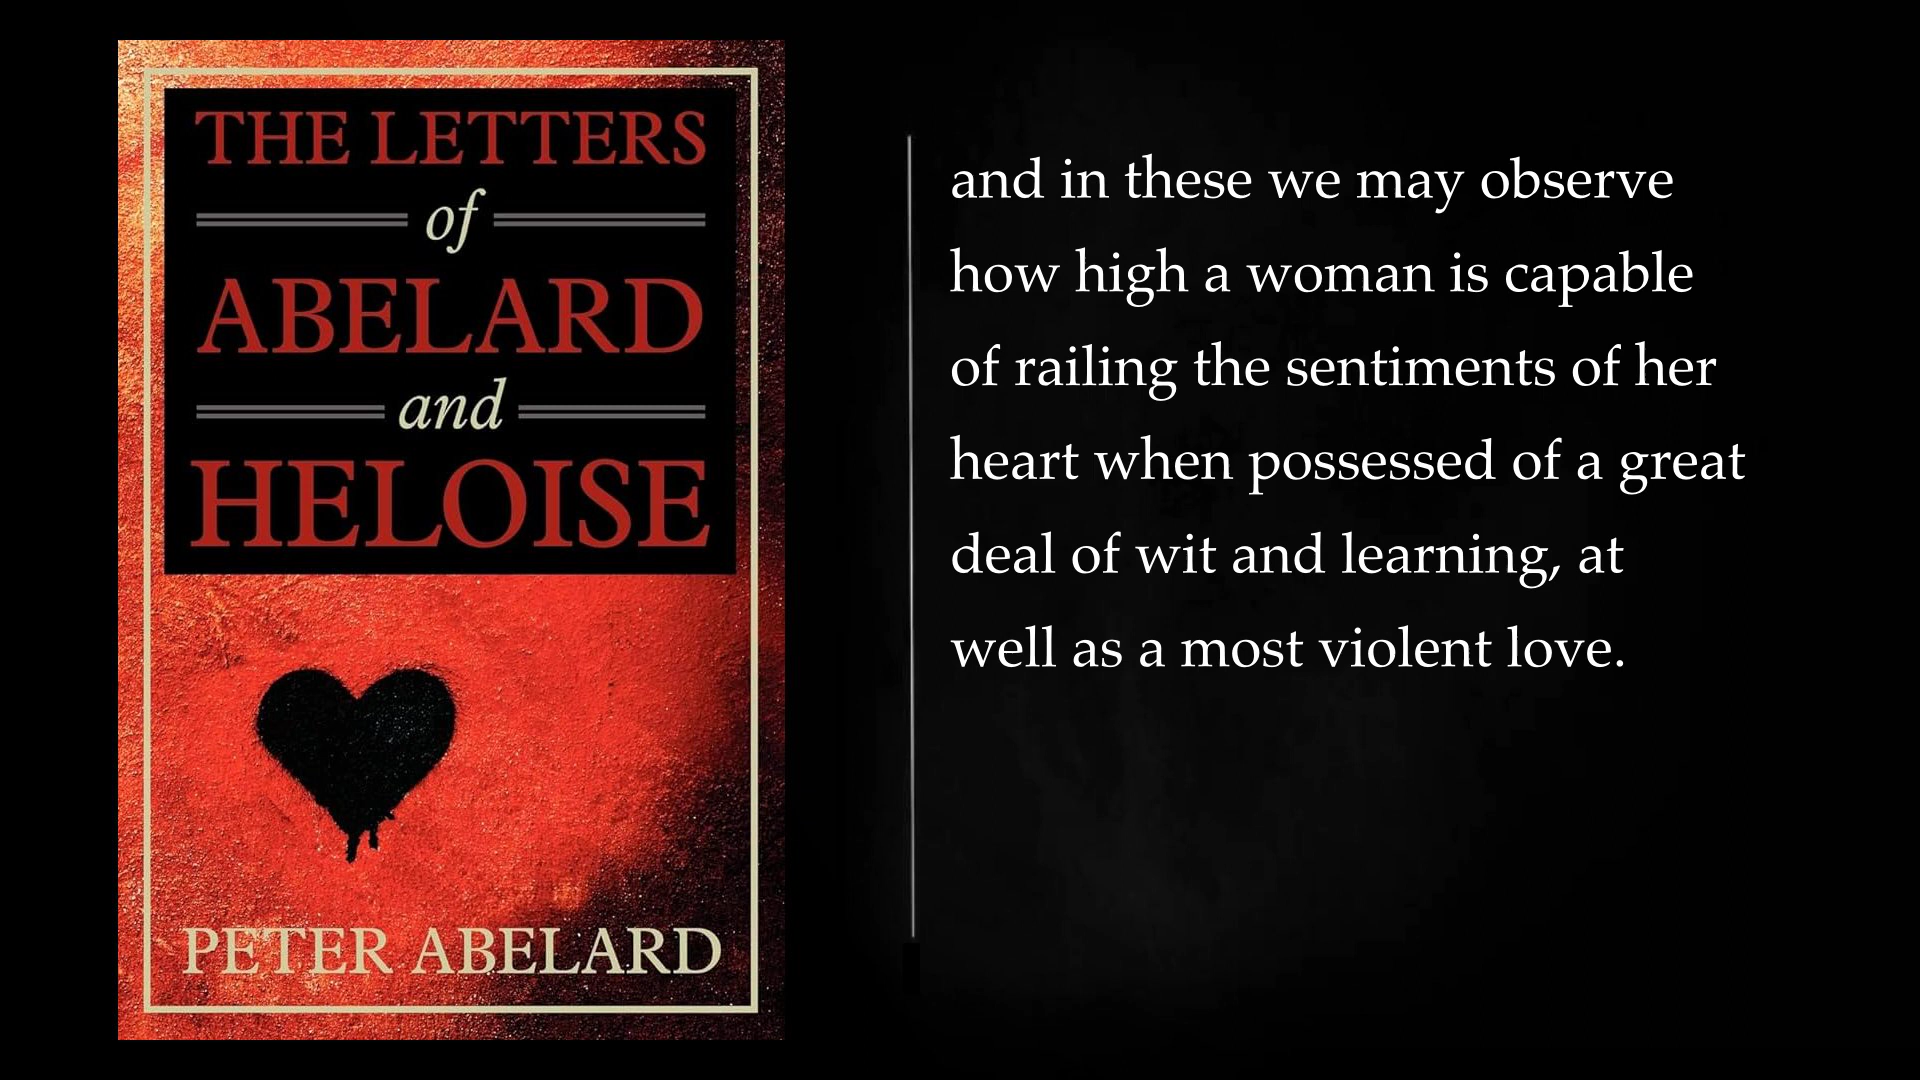 THE LETTERS
of
ABELARD
and
HELOISE
PETER ABELARD
and in these we may observe
how high a woman is capable
of railing the sentiments of her
heart when possessed of a great
deal of wit and learning, at
well as a most violent love.